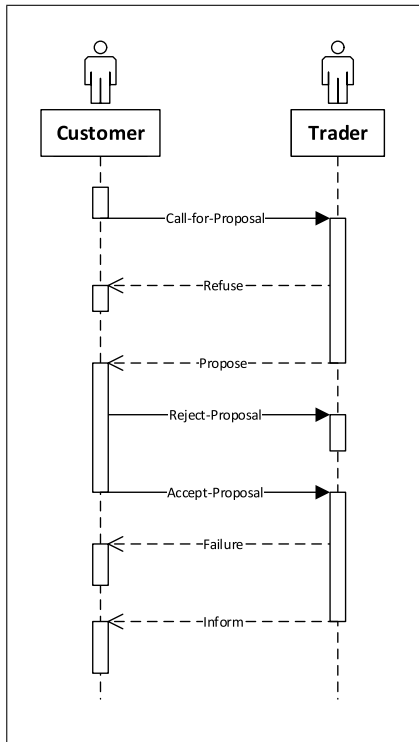 Customer
Trader
Call-for-Proposal
Refuse
Propose
Reject-Proposal
Accept-Proposal
Failure
Inform